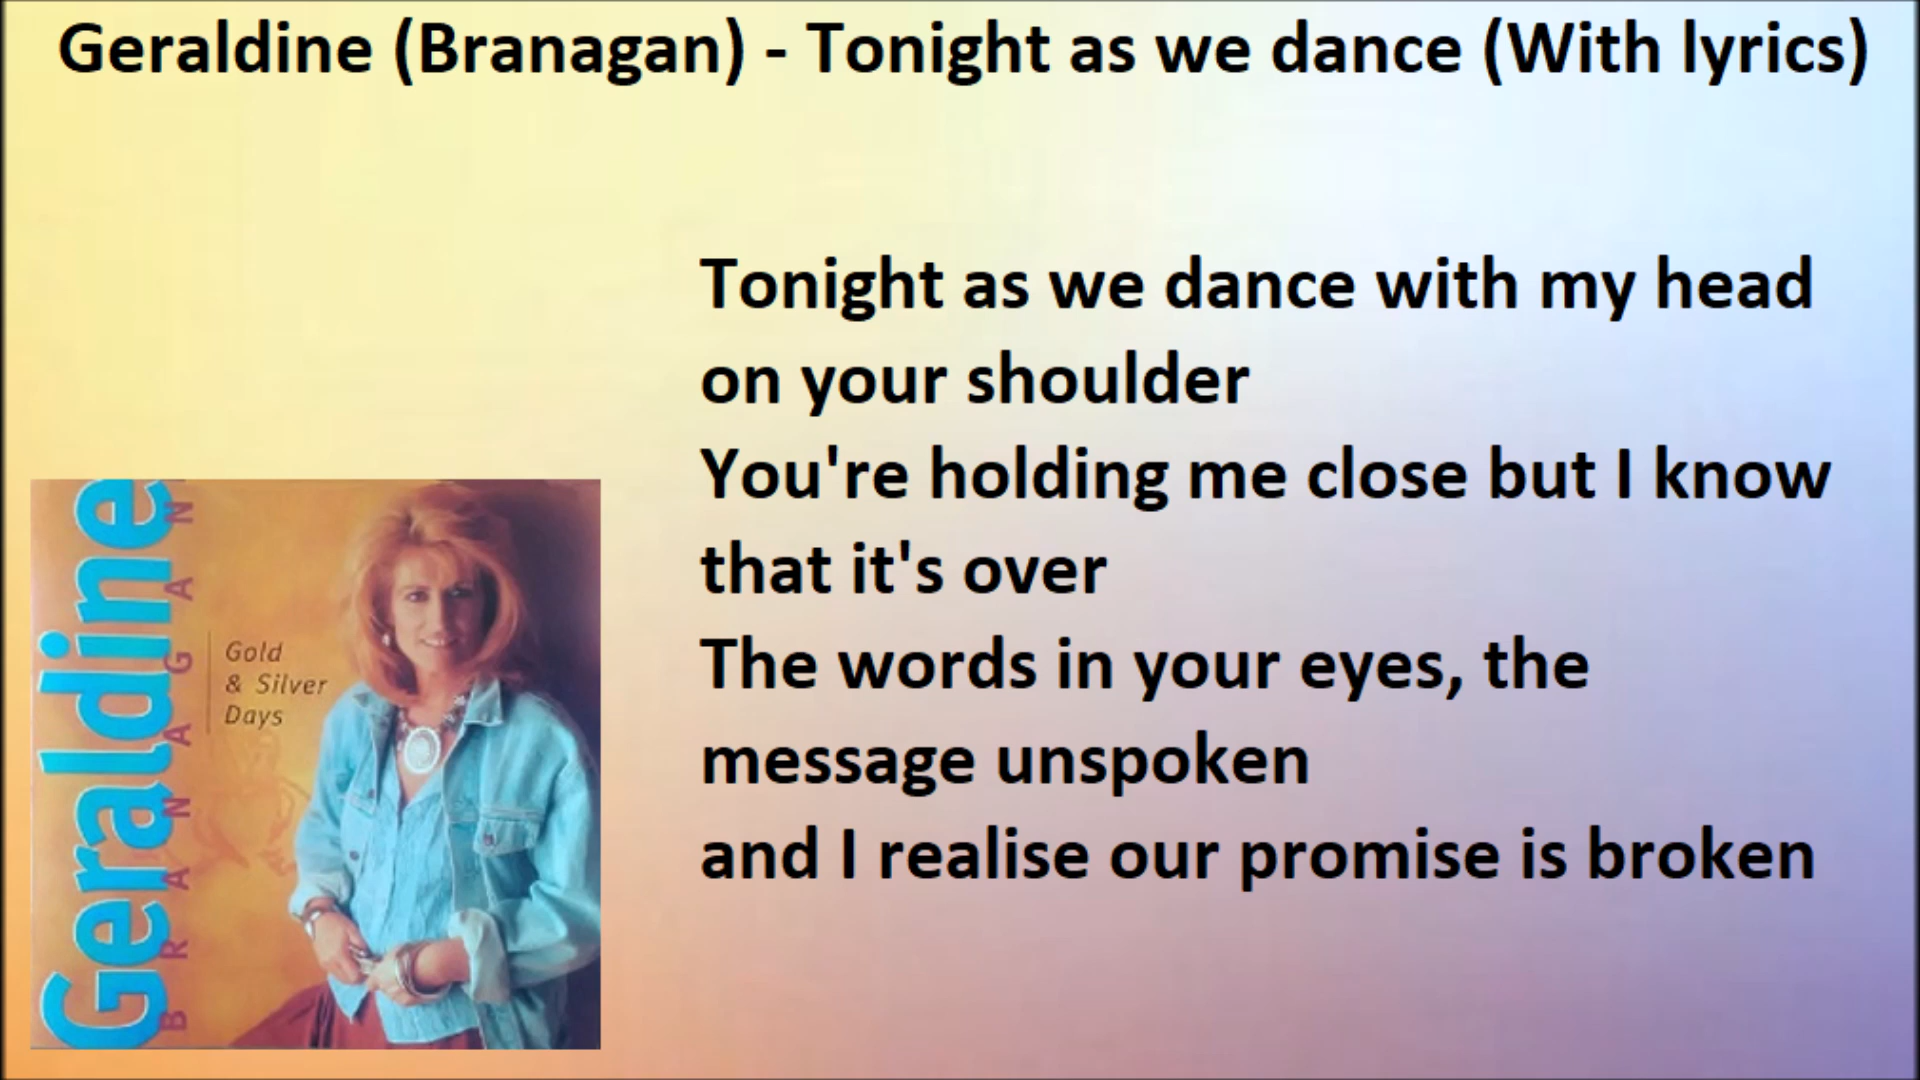 Geraldine (Branagan) - Tonight as we dance (With lyrics)
Tonight as we dance with my head
on your shoulder
You're holding me close but I know
that it's over
The words in your eyes, the
message unspoken
and I realise our promise is broken
Geraldine
BRANAGAN
Gold
& Silver
Days